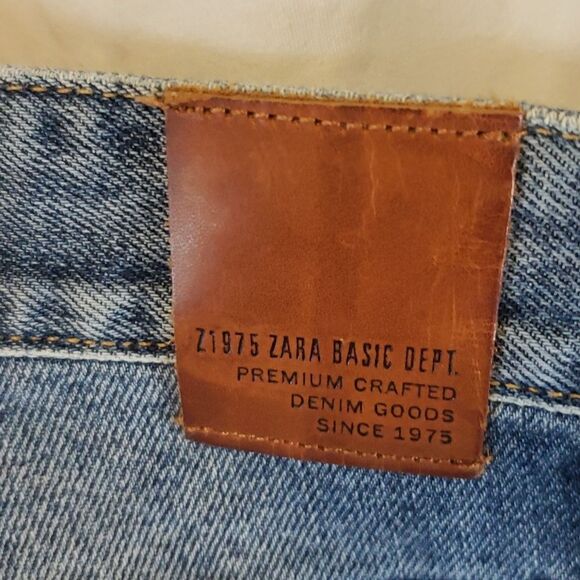 Z1975 ZARA BASIC DEPT.
PREMIUM CRAFTED
DENIM GOODS
SINCE 1975